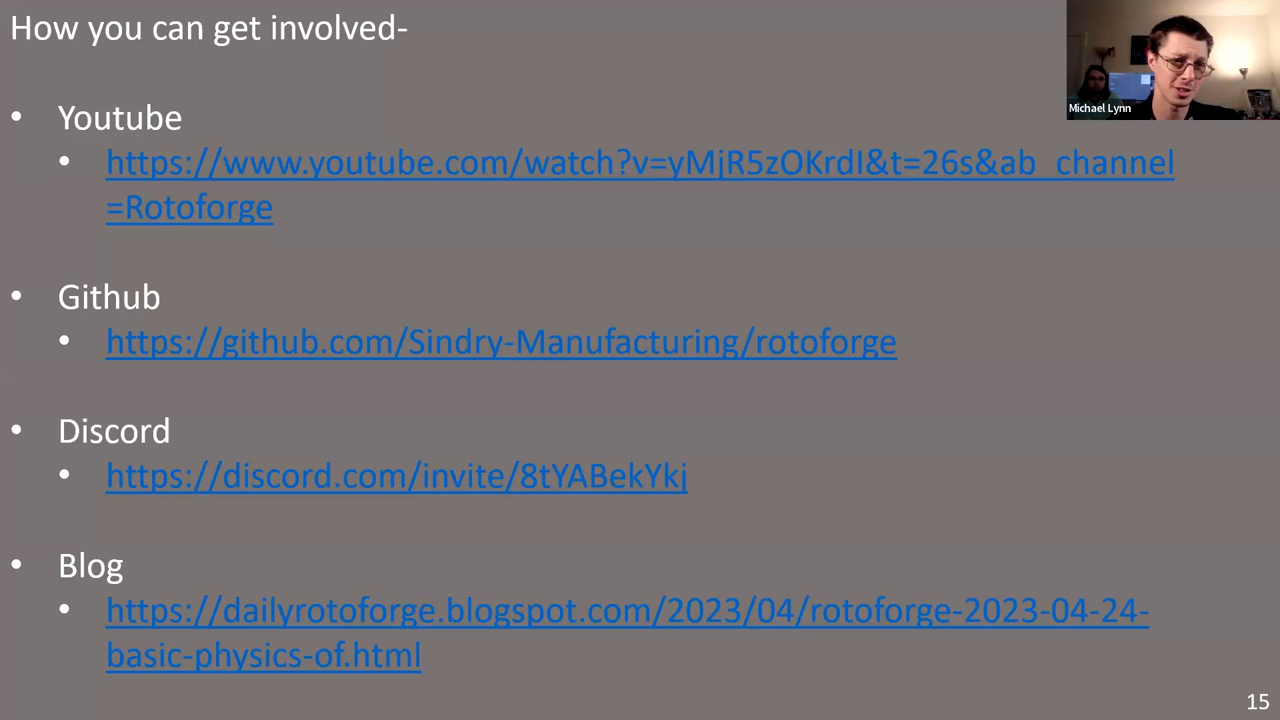 How you can get involved-
Michael Lynn
• Youtube
• https://www.youtube.com/watch?v=yMjR5zOKrdI&t=26s&ab_channel
=Rotoforge
• Github
• https://github.com/Sindry-Manufacturing/rotoforge
• Discord
• https://discord.com/invite/8tYABekYkj
• Blog
• https://dailyrotoforge.blogspot.com/2023/04/rotoforge-2023-04-24-
basic-physics-of.html
15